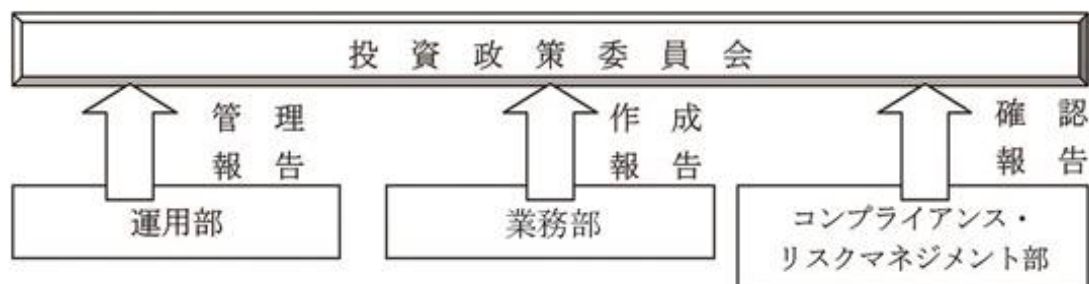 投資政策委員会
管理
報告
作成
報告
確認
報告
運用部
業務部
コンプライアンス・
リスクマネジメント部